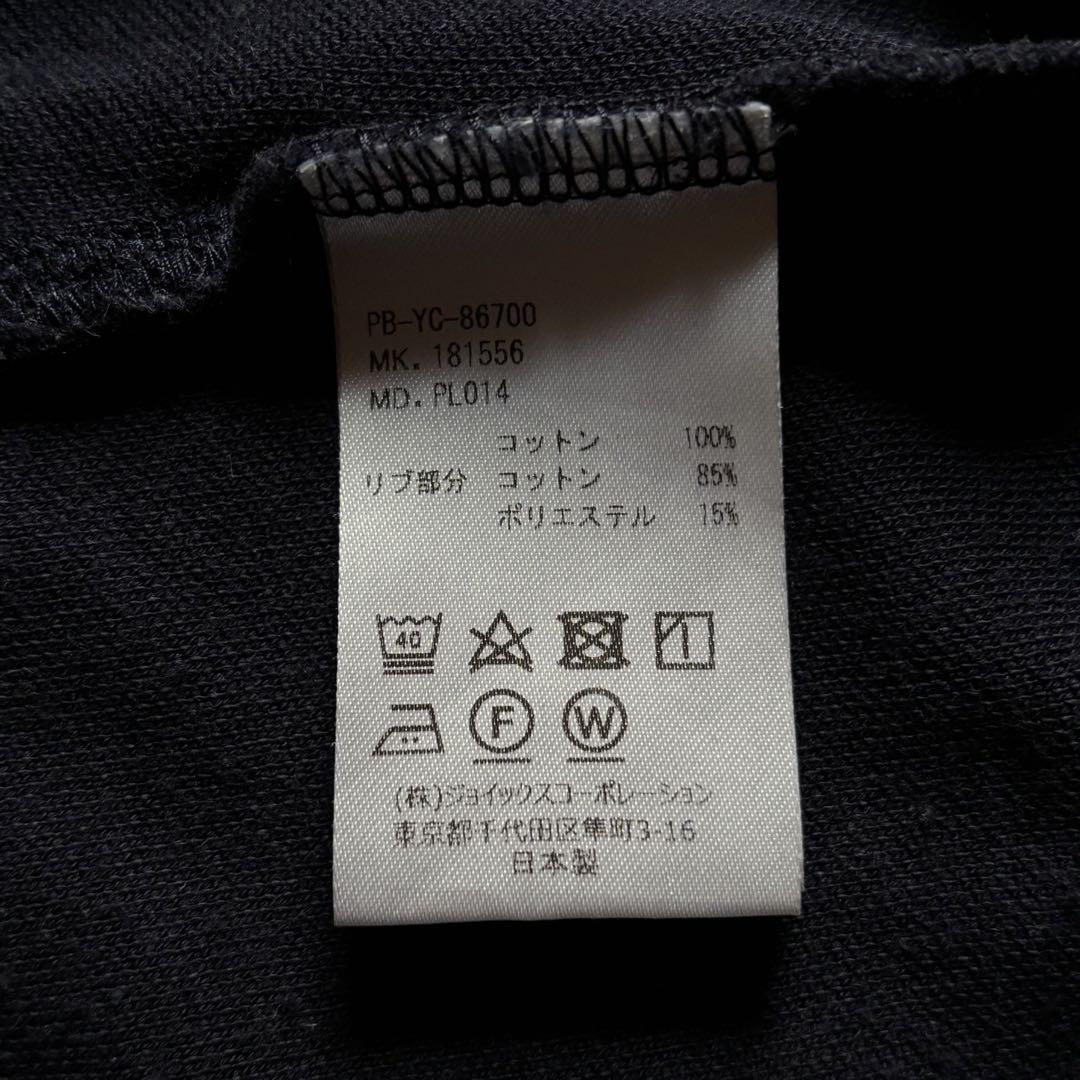 PB-YC-86700
MK. 181556
MD. PL014
コットン 100%
リブ部分 コットン 85%
ポリエステル 15%
40
F W
(株)ジョイックスコーポレーション
東京都千代田区隼町3-16
日本製